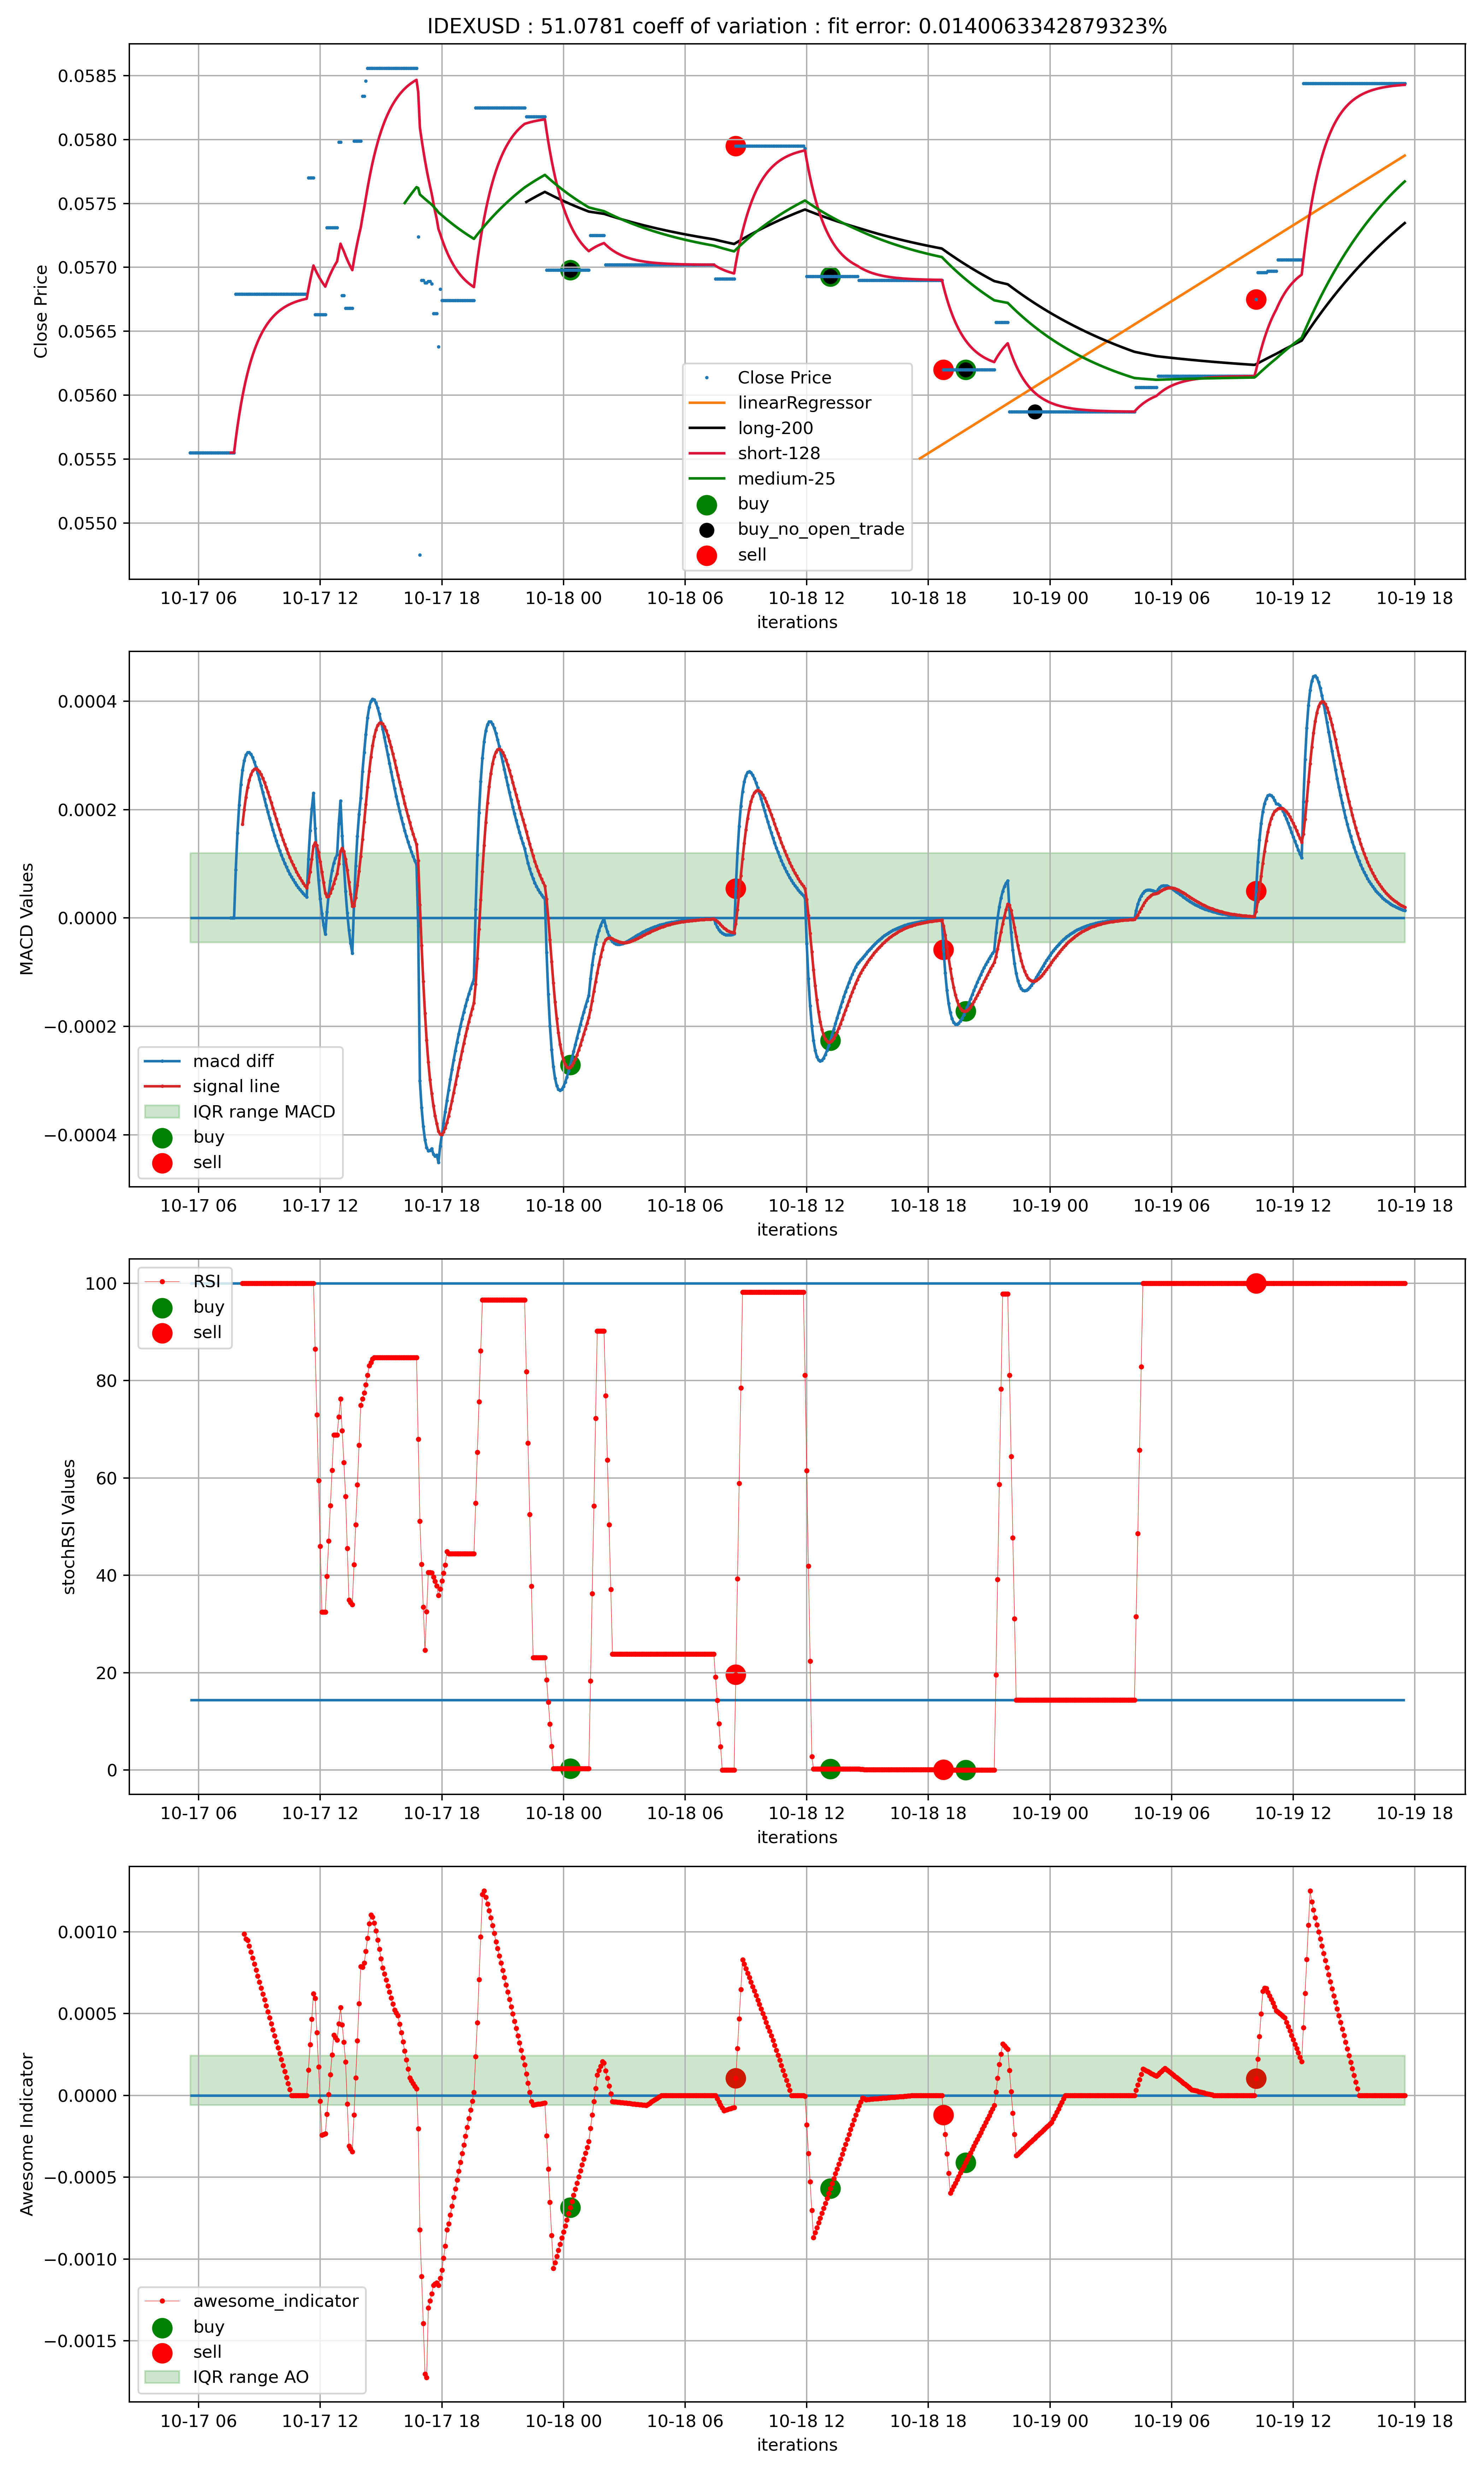 IDEXUSD : 51.0781 coeff of variation : fit error: 0.0140063342879323%
0.0585
0.0580
0.0575
0.0570
0.0565
0.0560
0.0555
0.0550
Close Price
Close Price
linearRegressor
long-200
short-128
medium-25
buy
buy_no_open_trade
sell
10-17 06 10-17 12 10-17 18 10-18 00 10-18 06 10-18 12 10-18 18 10-19 00 10-19 06 10-19 12 10-19 18
iterations
0.0004
0.0002
0.0000
−0.0002
−0.0004
MACD Values
macd diff
signal line
IQR range MACD
buy
sell
10-17 06 10-17 12 10-17 18 10-18 00 10-18 06 10-18 12 10-18 18 10-19 00 10-19 06 10-19 12 10-19 18
iterations
100
80
60
40
20
0
stochRSI Values
RSI
buy
sell
10-17 06 10-17 12 10-17 18 10-18 00 10-18 06 10-18 12 10-18 18 10-19 00 10-19 06 10-19 12 10-19 18
iterations
0.0010
0.0005
0.0000
−0.0005
−0.0010
−0.0015
Awesome Indicator
awesome_indicator
buy
sell
IQR range AO
10-17 06 10-17 12 10-17 18 10-18 00 10-18 06 10-18 12 10-18 18 10-19 00 10-19 06 10-19 12 10-19 18
iterations